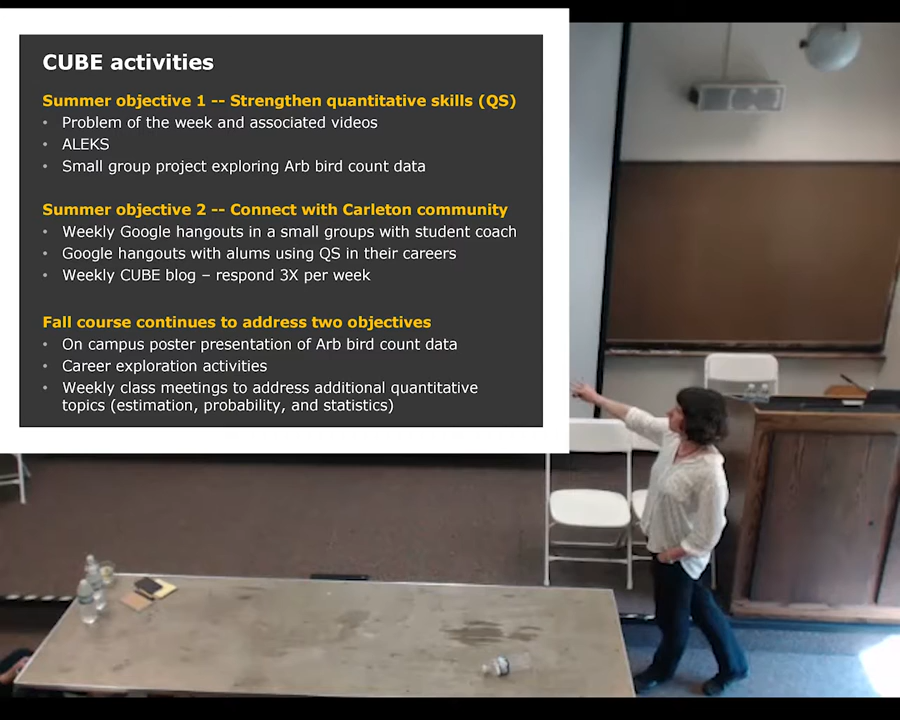 CUBE activities
Summer objective 1 -- Strengthen quantitative skills (QS)
• Problem of the week and associated videos
• ALEKS
• Small group project exploring Arb bird count data
Summer objective 2 -- Connect with Carleton community
• Weekly Google hangouts in a small groups with student coach
• Google hangouts with alums using QS in their careers
• Weekly CUBE blog – respond 3X per week
Fall course continues to address two objectives
• On campus poster presentation of Arb bird count data
• Career exploration activities
• Weekly class meetings to address additional quantitative
topics (estimation, probability, and statistics)